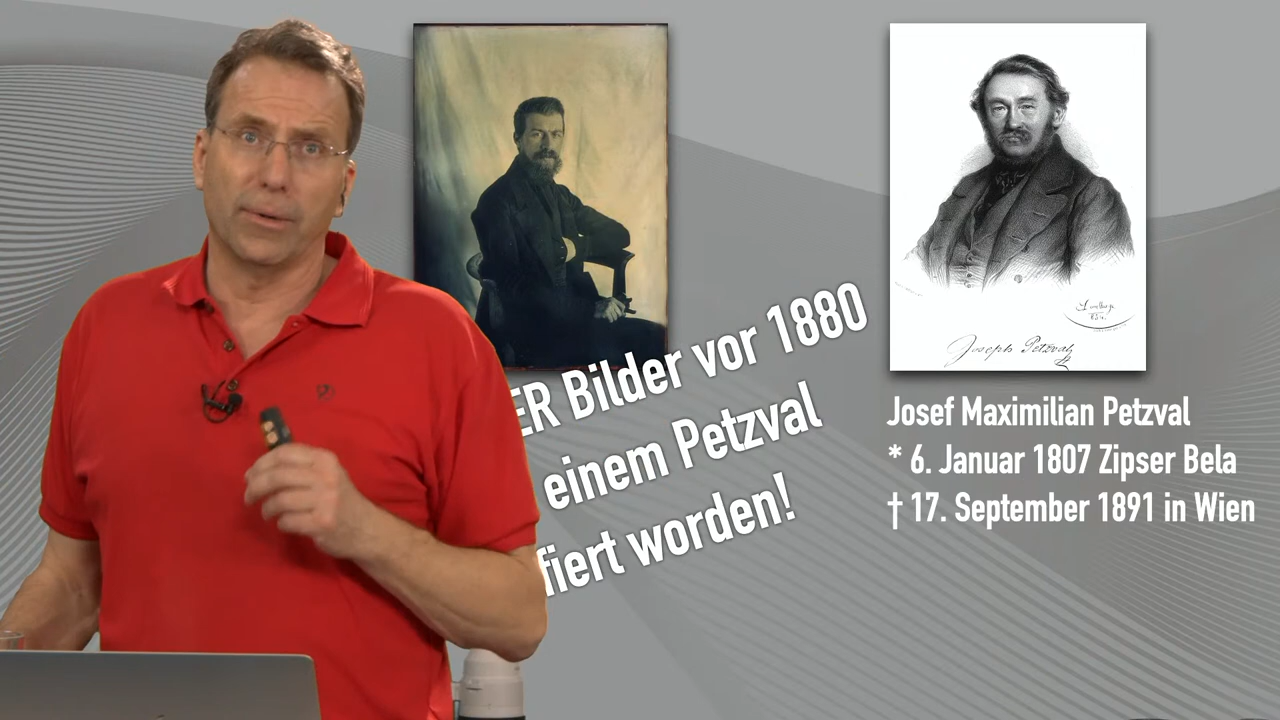 ER Bilder vor 1880
einem Petzval
fiert worden!
Joseph Petzval
Josef Maximilian Petzval
* 6. Januar 1807 Zipser Bela
† 17. September 1891 in Wien